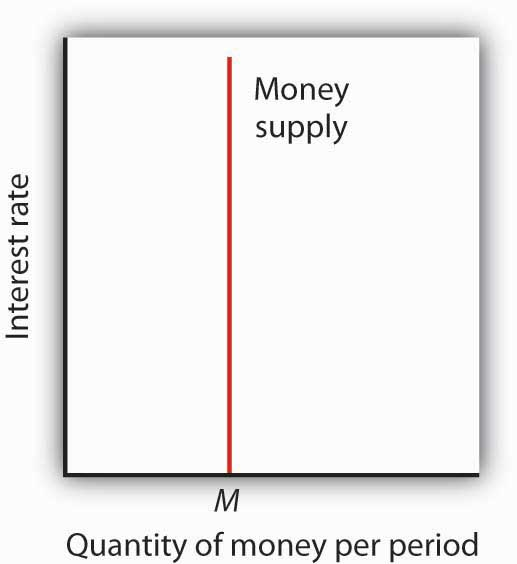 Money
supply
Interest rate
M
Quantity of money per period